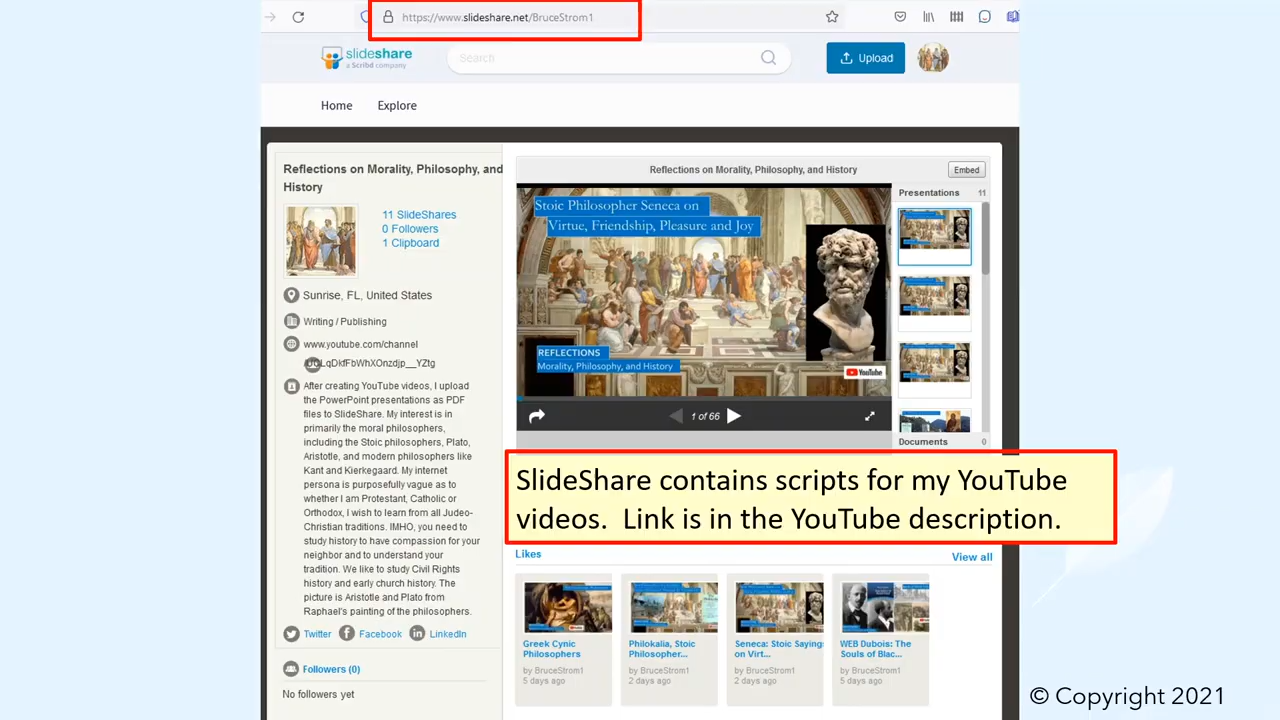 https://www.slideshare.net/BruceStrom1
slideshare
a Scribd company
Search
Upload
Home
Explore
Reflections on Morality, Philosophy, and
History
11 SlideShares
0 Followers
1 Clipboard
Sunrise, FL, United States
Writing / Publishing
www.youtube.com/channel
LqDkfFbWhXOnzdjp__YZtg
After creating YouTube videos, I upload
the PowerPoint presentations as PDF
files to SlideShare. My interest is in
primarily the moral philosophers,
including the Stoic philosophers, Plato,
Aristotle, and modern philosophers like
Kant and Kierkegaard. My internet
persona is purposefully vague as to
whether I am Protestant, Catholic or
Orthodox, I wish to learn from all Judeo-
Christian traditions. IMHO, you need to
study history to have compassion for your
neighbor and to understand your
tradition. We like to study Civil Rights
history and early church history. The
picture is Aristotle and Plato from
Raphael's painting of the philosophers.
Twitter
Facebook
LinkedIn
Followers (0)
No followers yet
Reflections on Morality, Philosophy, and History
Embed
Stoic Philosopher Seneca on
Virtue, Friendship, Pleasure and Joy
REFLECTIONS
Morality, Philosophy, and History
YouTube
1 of 66
Presentations 11
Documents 0
SlideShare contains scripts for my YouTube
videos. Link is in the YouTube description.
Likes
View all
Greek Cynic
Philosophers
by BruceStrom1
5 days ago
Philokalia, Stoic
Philosopher...
by BruceStrom1
5 days ago
Seneca: Stoic Sayings
on Virt...
by BruceStrom1
2 days ago
WEB Dubois: The
Souls of Blac...
by BruceStrom1
2 days ago
© Copyright 2021